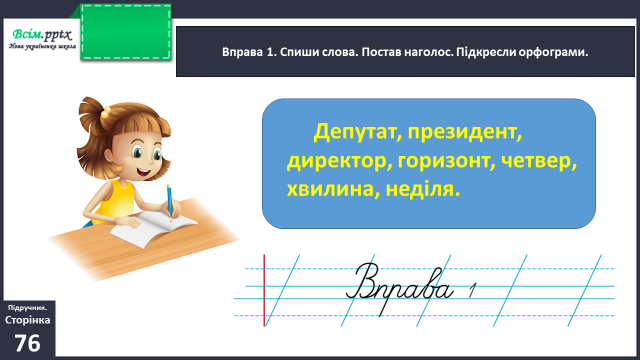 Всім.pptx
Нова українська школа
Вправа 1. Спиши слова. Постав наголос. Підкресли орфограми.
Депутат, президент,
директор, горизонт, четвер,
хвилина, неділя.
Вправа 1
Підручник.
Сторінка
76